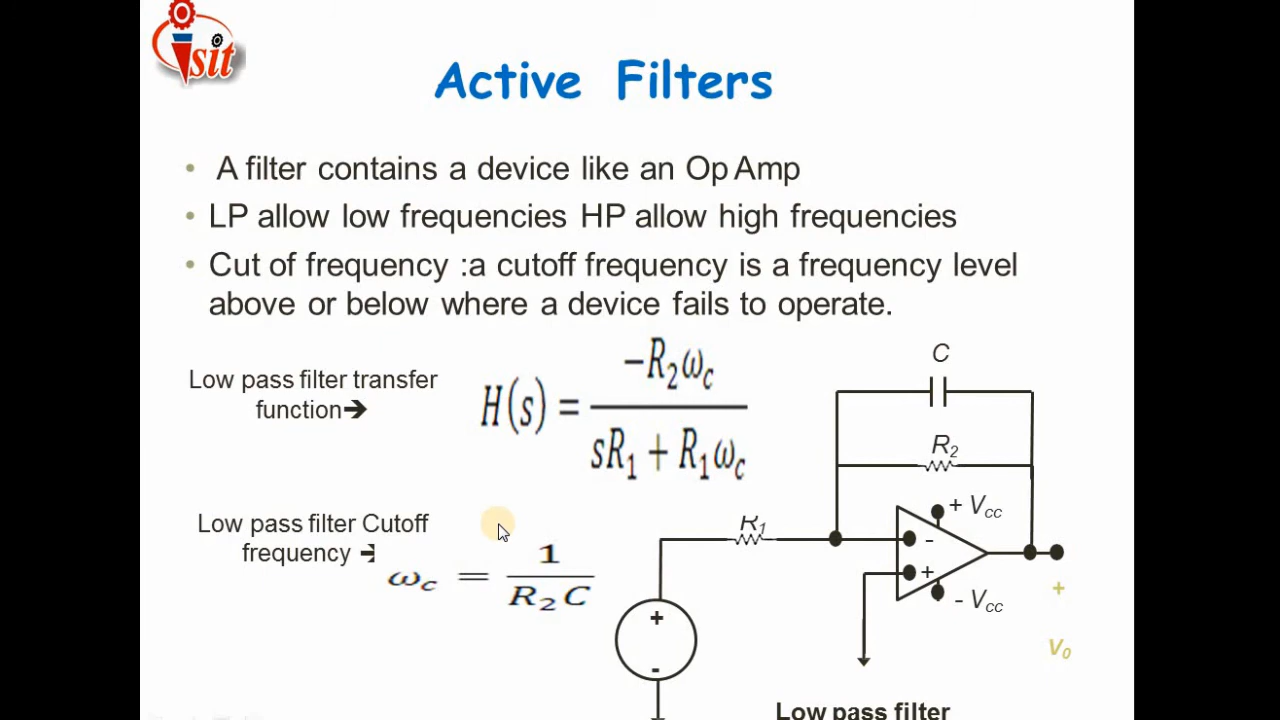 isit
Active Filters
• A filter contains a device like an Op Amp
• LP allow low frequencies HP allow high frequencies
• Cut of frequency :a cutoff frequency is a frequency level
above or below where a device fails to operate.
Low pass filter transfer
function→
H(s) = −R₂ω꜀ / sR₁ + R₁ω꜀
Low pass filter Cutoff
frequency →
ω꜀ = 1 / R₂C
C
R₂
R₁
+ Vcc
-
+
- Vcc
+
-
+
V₀
Low pass filter